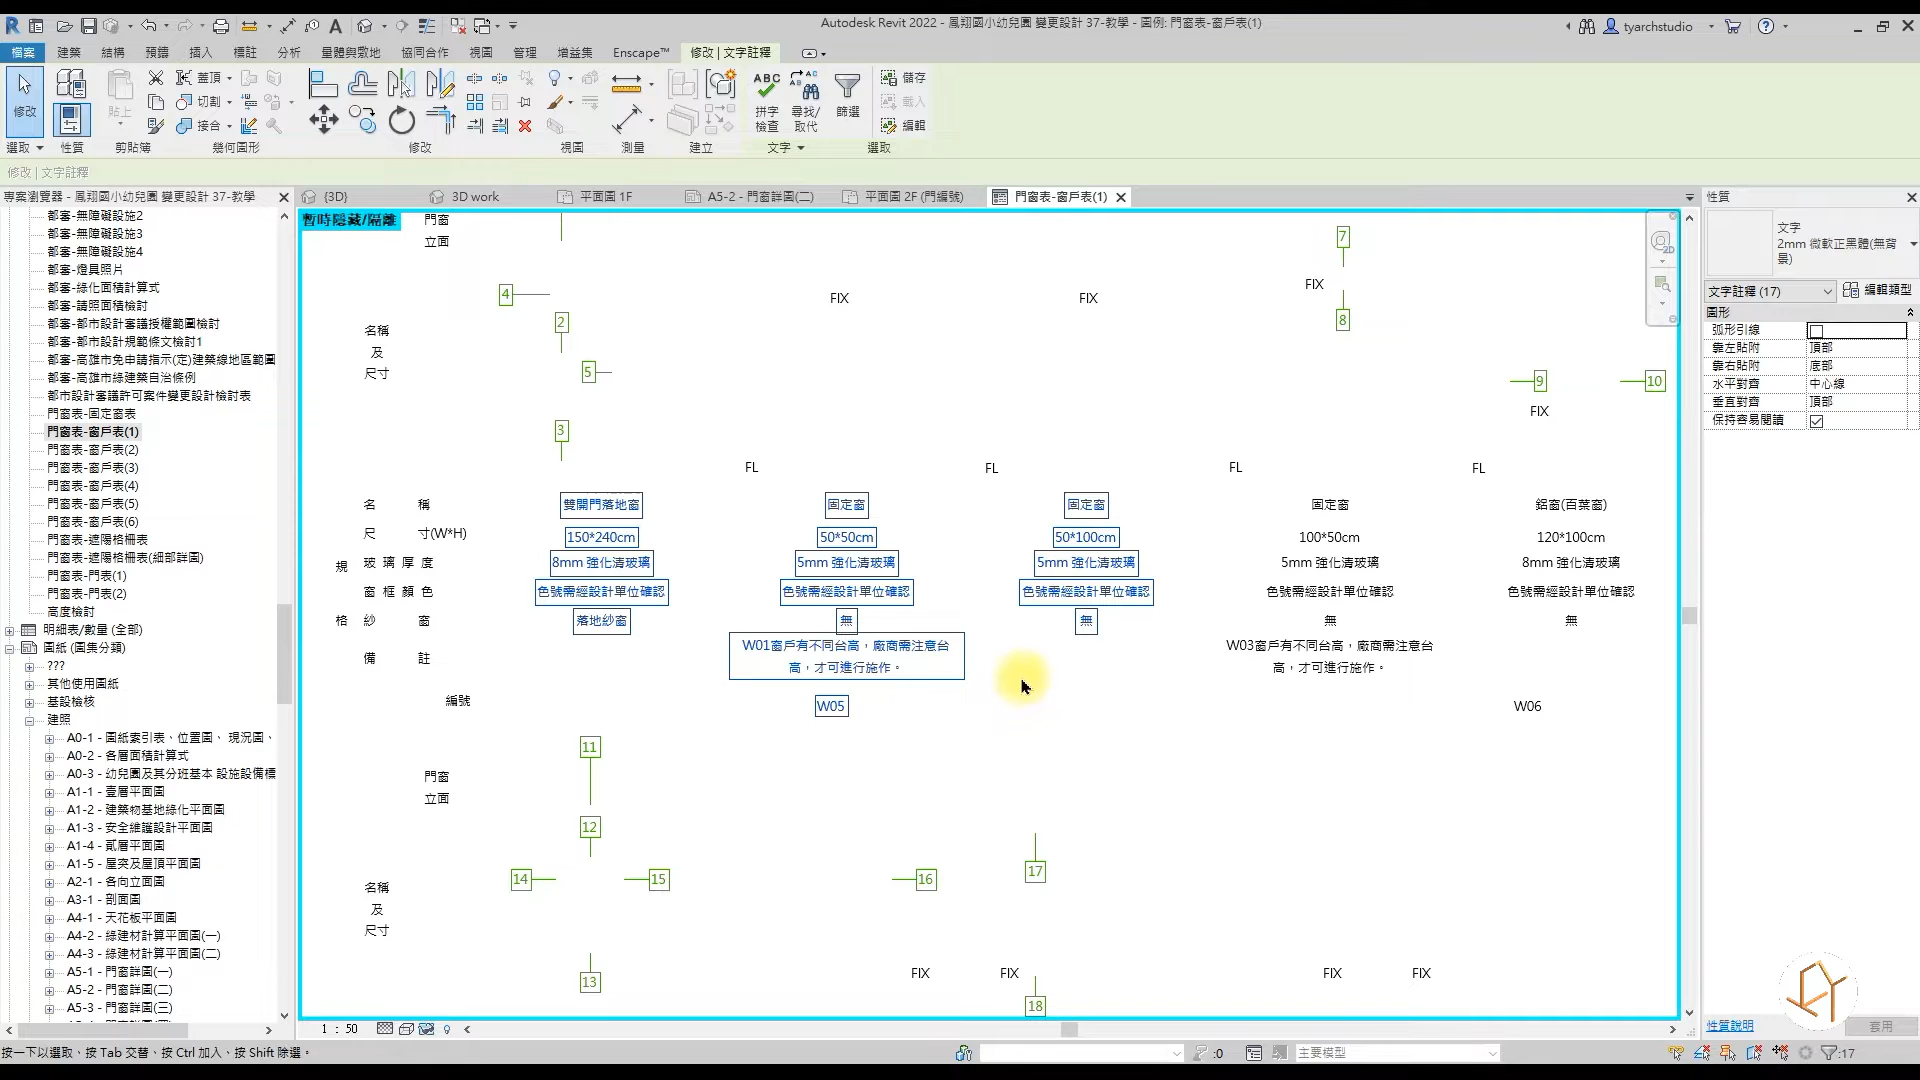 Autodesk Revit 2022 - 鳳翔國小幼兒園 變更設計 37-教學 - 圖例: 門窗表-窗戶表(1)
tyarchstudio
檔案 建築 結構 預鑄 插入 標註 分析 量體與敷地 協同合作 視圖 管理 增益集 Enscape™ 修改 | 文字註釋
修改 貼上 蓋頂 切割 接合 ABC 拼字檢查 尋找/取代 篩選 儲存 載入 編輯
選取 性質 剪貼簿 幾何圖形 修改 視圖 測量 建立 文字 選取
修改 | 文字註釋
專案瀏覽器 - 鳳翔國小幼兒園 變更設計 37-教學
{3D} 3D work 平面圖 1F A5-2 - 門窗詳圖(二) 平面圖 2F (門編號) 門窗表-窗戶表(1)
都審-無障礙設施2
都審-無障礙設施3
都審-無障礙設施4
都審-燈具照片
都審-綠化面積計算式
都審-請照面積檢討
都審-都市設計審議授權範圍檢討
都審-都市設計規範條文檢討1
都審-高雄市免申請指示(定)建築線地區範圍
都審-高雄市綠建築自治條例
都市設計審議許可案件變更設計檢討表
門窗表-固定窗表
門窗表-窗戶表(1)
門窗表-窗戶表(2)
門窗表-窗戶表(3)
門窗表-窗戶表(4)
門窗表-窗戶表(5)
門窗表-窗戶表(6)
門窗表-遮陽格柵表
門窗表-遮陽格柵表(細部詳圖)
門窗表-門表(1)
門窗表-門表(2)
高度檢討
明細表/數量 (全部)
圖紙 (圖集分類)
???
其他使用圖紙
基設檢核
建照
A0-1 - 圖紙索引表、位置圖、 現況圖、
A0-2 - 各層面積計算式
A0-3 - 幼兒園及其分班基本 設施設備標
A1-1 - 壹層平面圖
A1-2 - 建築物基地綠化平面圖
A1-3 - 安全維護設計平面圖
A1-4 - 貳層平面圖
A1-5 - 屋突及屋頂平面圖
A2-1 - 各向立面圖
A3-1 - 剖面圖
A4-1 - 天花板平面圖
A4-2 - 綠建材計算平面圖(一)
A4-3 - 綠建材計算平面圖(二)
A5-1 - 門窗詳圖(一)
A5-2 - 門窗詳圖(二)
A5-3 - 門窗詳圖(三)
暫時隱藏/隔離
門窗
立面
7
4 FIX FIX FIX
2 8
名稱
及
尺寸
5
9 10
FIX
3
FL FL FL FL
名 稱 雙開門落地窗 固定窗 固定窗 固定窗 鋁窗(百葉窗)
尺 寸(W*H) 150*240cm 50*50cm 50*100cm 100*50cm 120*100cm
規 玻璃厚度 8mm 強化清玻璃 5mm 強化清玻璃 5mm 強化清玻璃 5mm 強化清玻璃 8mm 強化清玻璃
窗框顏色 色號需經設計單位確認 色號需經設計單位確認 色號需經設計單位確認 色號需經設計單位確認 色號需經設計單位確認
格 紗 窗 落地紗窗 無 無 無 無
備 註 W01窗戶有不同台高，廠商需注意台 W03窗戶有不同台高，廠商需注意台
高，才可進行施作。 高，才可進行施作。
編號 W05 W06
11
門窗
立面
12
17
14 15 16
名稱
及
尺寸
13 FIX FIX FIX FIX
18
性質
文字
2mm 微軟正黑體(無背景)
文字註釋 (17) 編輯類型
圖形
弧形引線
靠左貼附 頂部
靠右貼附 底部
水平對齊 中心線
垂直對齊 頂部
保持容易閱讀
性質說明 套用
1 : 50
按一下以選取、按 Tab 交替、按 Ctrl 加入、按 Shift 除選。
:0 主要模型 :17